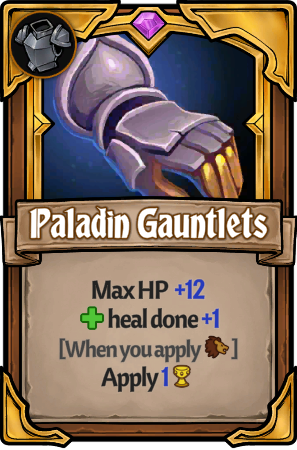 Paladin Gauntlets
Max HP +12
heal done +1
[When you apply ]
Apply 1